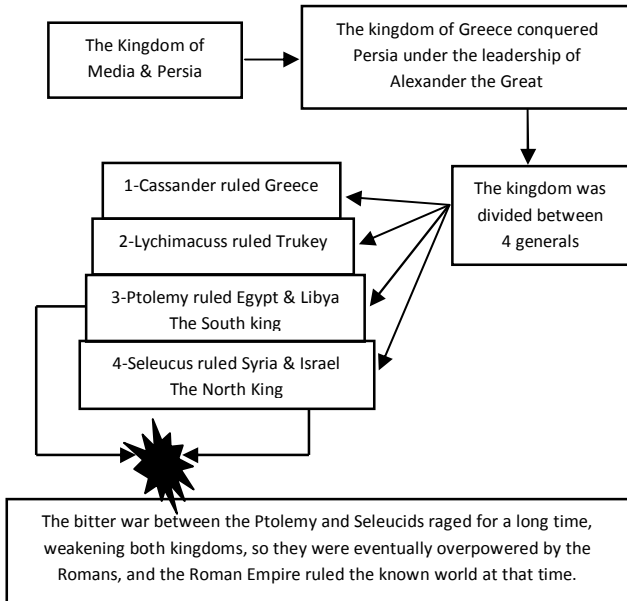 The Kingdom of
Media & Persia
The kingdom of Greece conquered
Persia under the leadership of
Alexander the Great
The kingdom was
divided between
4 generals
1-Cassander ruled Greece
2-Lychimacuss ruled Trukey
3-Ptolemy ruled Egypt & Libya
The South king
4-Seleucus ruled Syria & Israel
The North King
The bitter war between the Ptolemy and Seleucids raged for a long time,
weakening both kingdoms, so they were eventually overpowered by the
Romans, and the Roman Empire ruled the known world at that time.